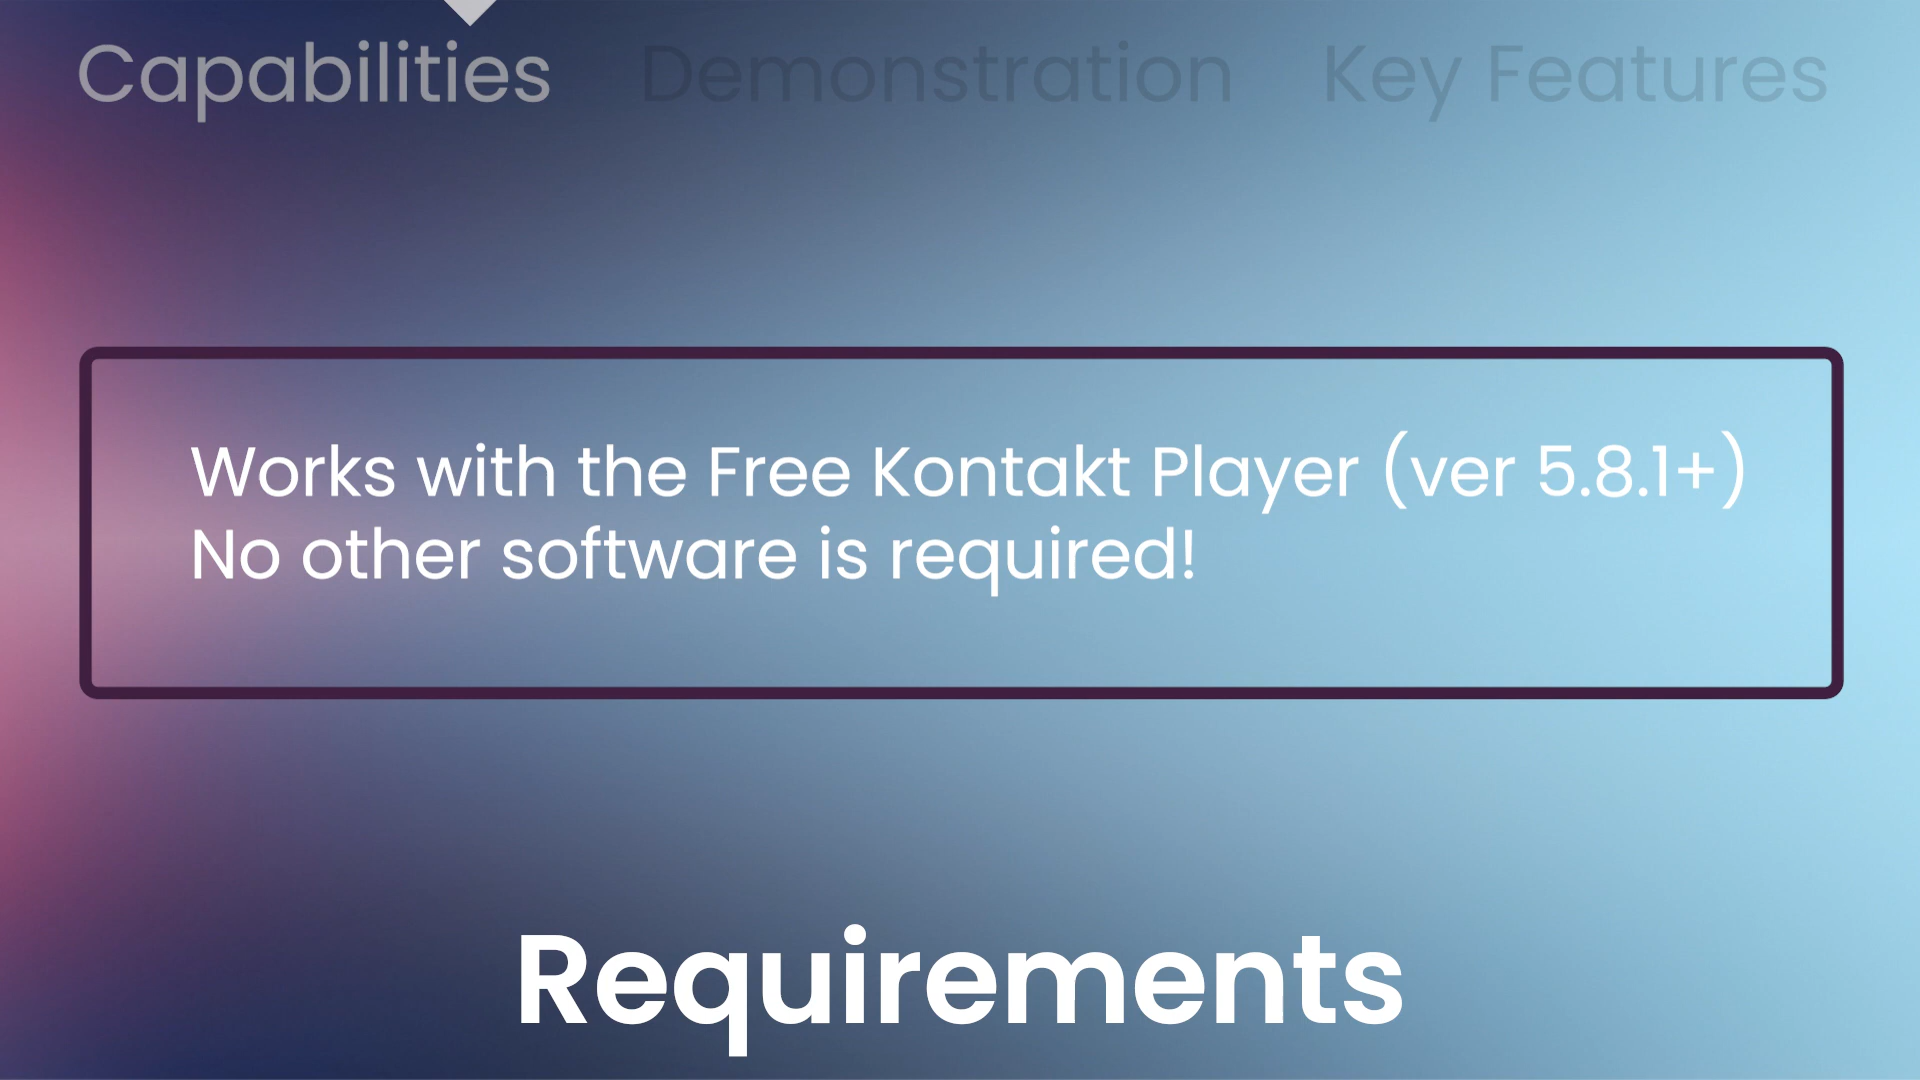 Capabilities Demonstration Key Features
Works with the Free Kontakt Player (ver 5.8.1+)
No other software is required!
Requirements